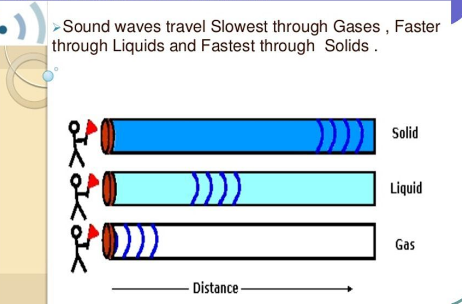 Sound waves travel Slowest through Gases , Faster
through Liquids and Fastest through Solids .
Solid
Liquid
Gas
Distance